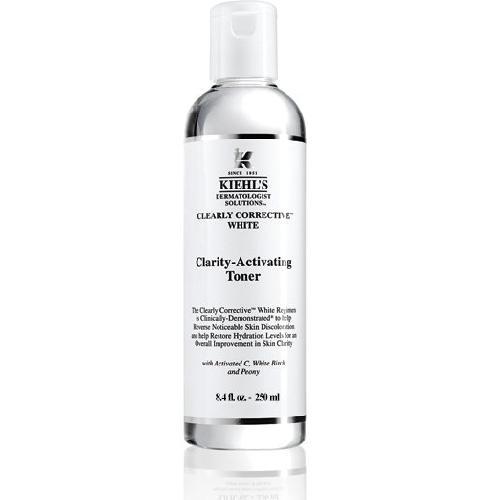 K
SINCE 1851
KIEHL'S
DERMATOLOGIST
SOLUTIONS™
CLEARLY CORRECTIVE™
WHITE
Clarity-Activating
Toner
The Clearly Corrective™ White Regimen
is Clinically-Demonstrated* to help
Reverse Noticeable Skin Discoloration
and help Restore Hydration Levels for an
Overall Improvement in Skin Clarity
with Activated C, White Birch
and Peony
8.4 fl. oz. - 250 ml